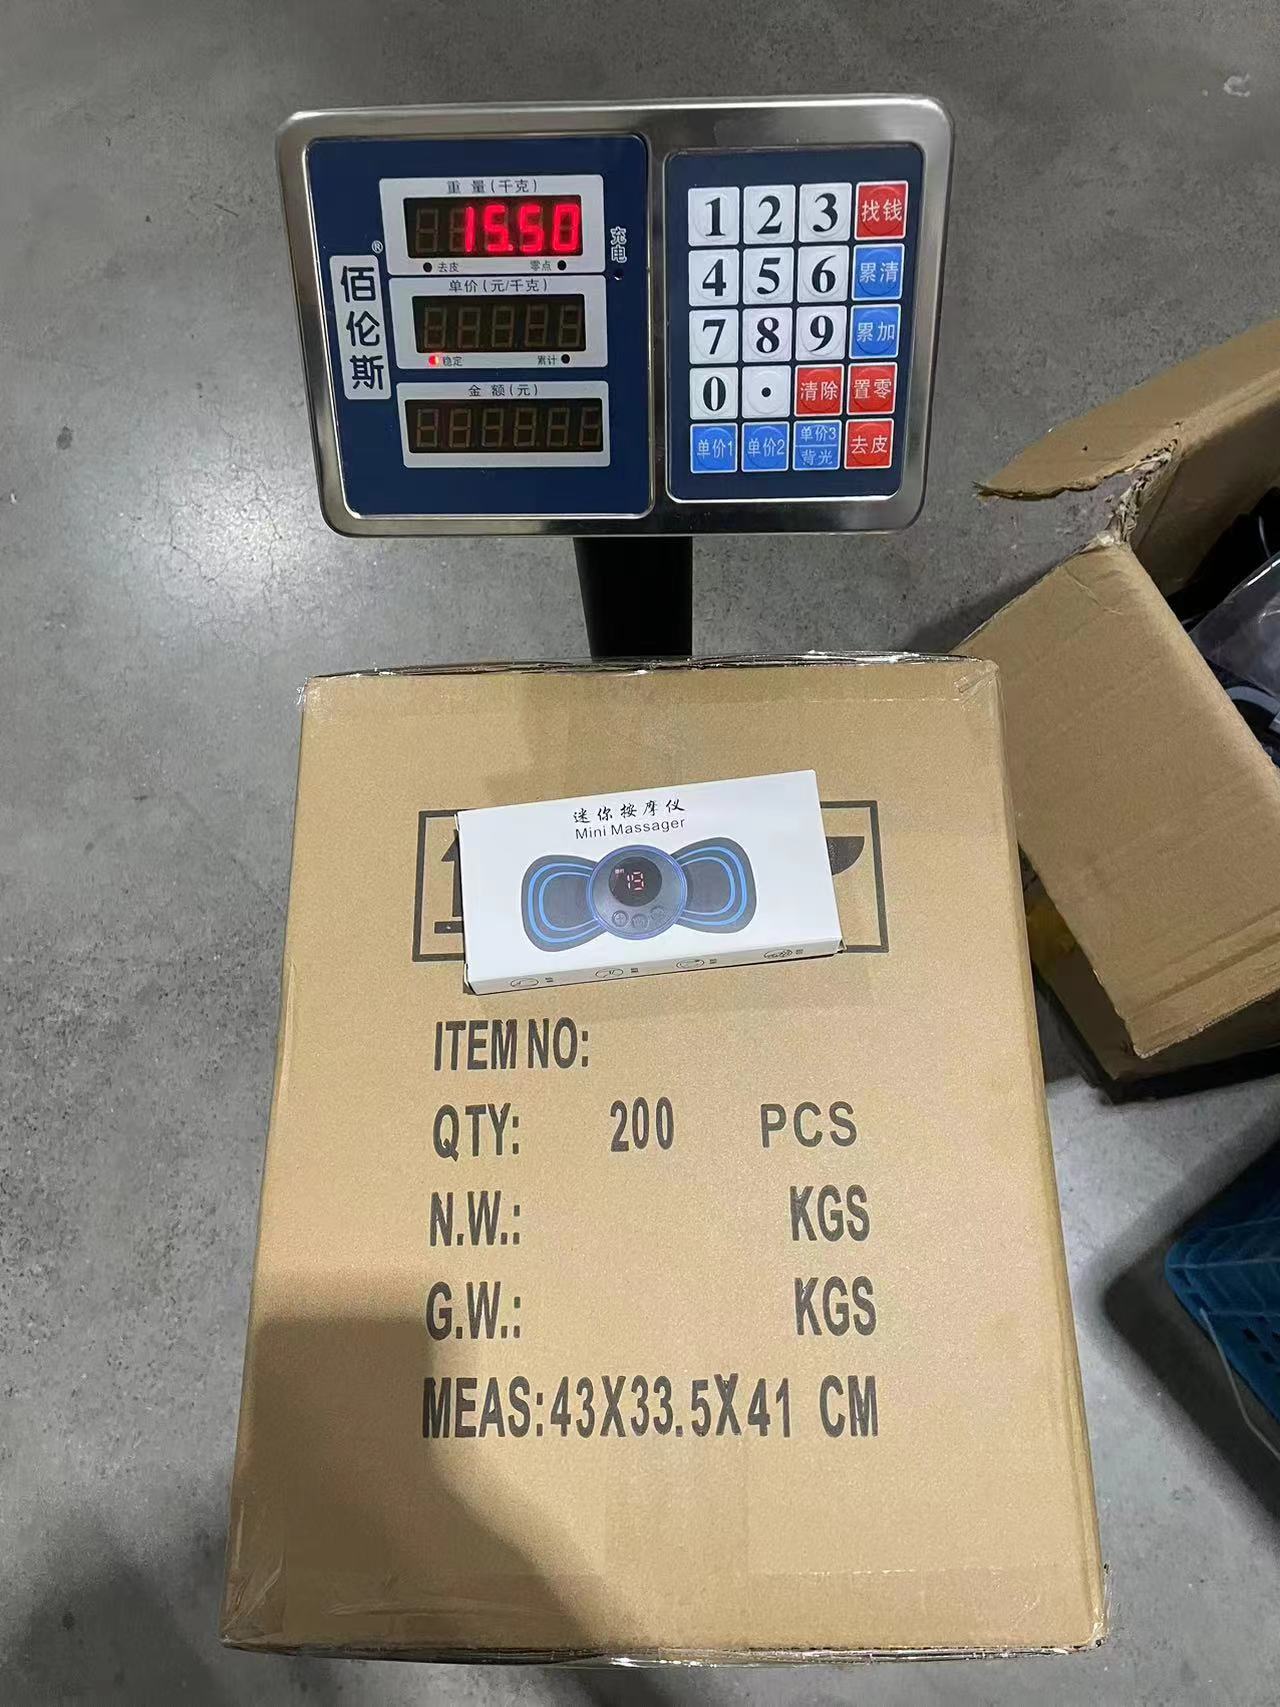 重 量(千克)
15.50
去皮 零点
充电
佰伦斯®
单价(元/千克)
稳定 累计
金 额(元)
1 2 3 找钱
4 5 6 累清
7 8 9 累加
0 · 清除 置零
单价1 单价2 单价3 背光 去皮
迷你按摩仪
Mini Massager
19
ITEM NO:
QTY: 200 PCS
N.W.: KGS
G.W.: KGS
MEAS:43X33.5X41 CM